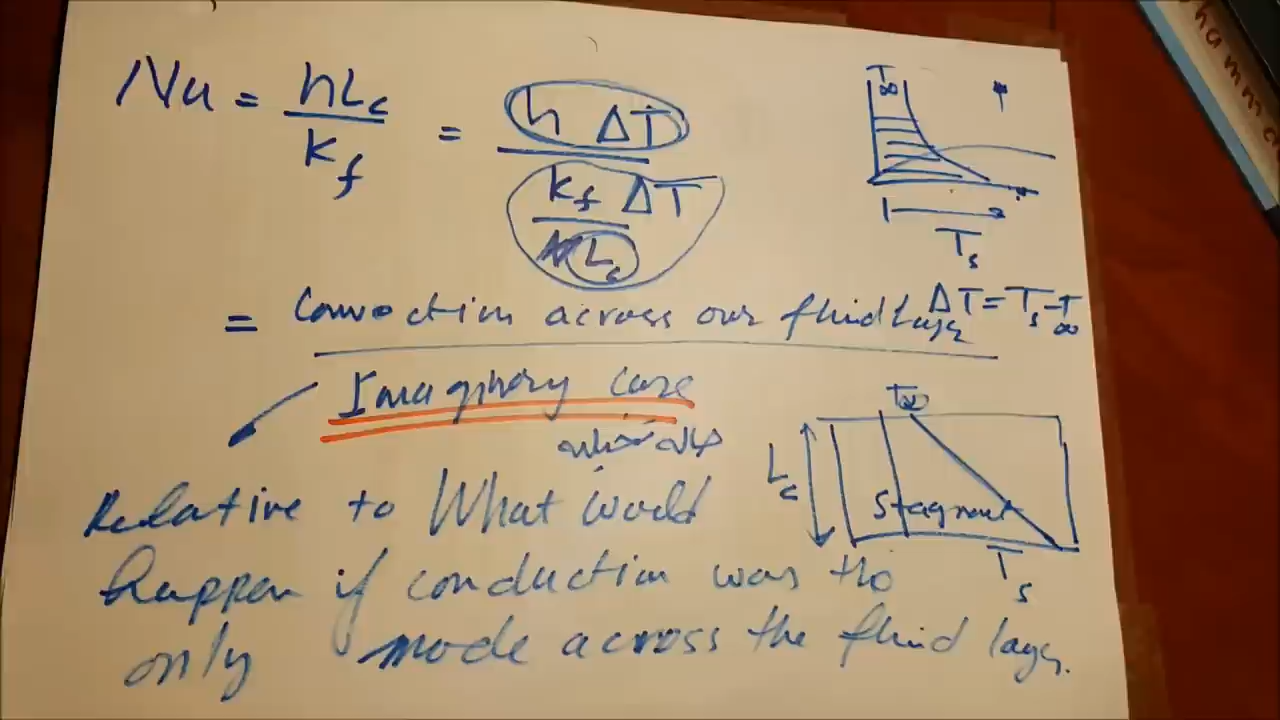 Nu = hLc / kf = h ΔT / (kf ΔT / Lc)
T∞
Ts
= Convection across our fluid Layer
ΔT = Ts - T∞
Imaginary case
Relative to What would
happen if conduction was the
only mode across the fluid layer.
T∞
Lc
Stagnant
Ts